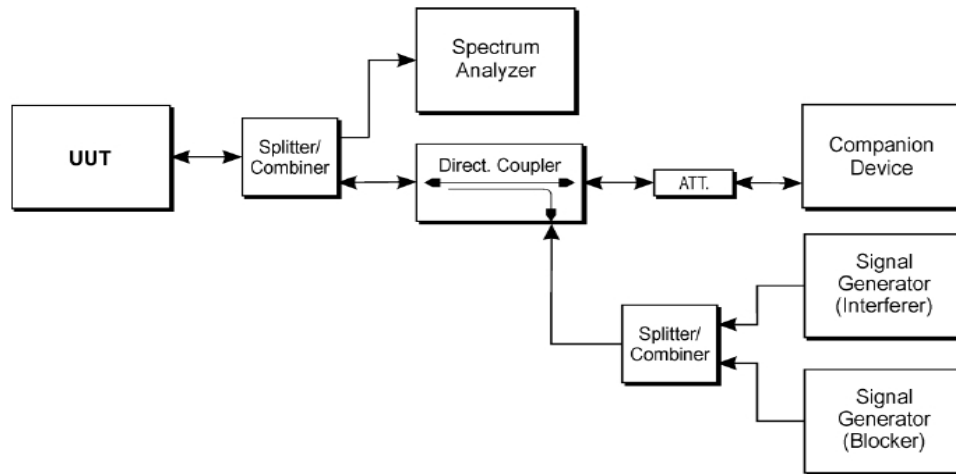 Spectrum
Analyzer
UUT
Splitter/
Combiner
Direct. Coupler
ATT.
Companion
Device
Signal
Generator
(Interferer)
Splitter/
Combiner
Signal
Generator
(Blocker)